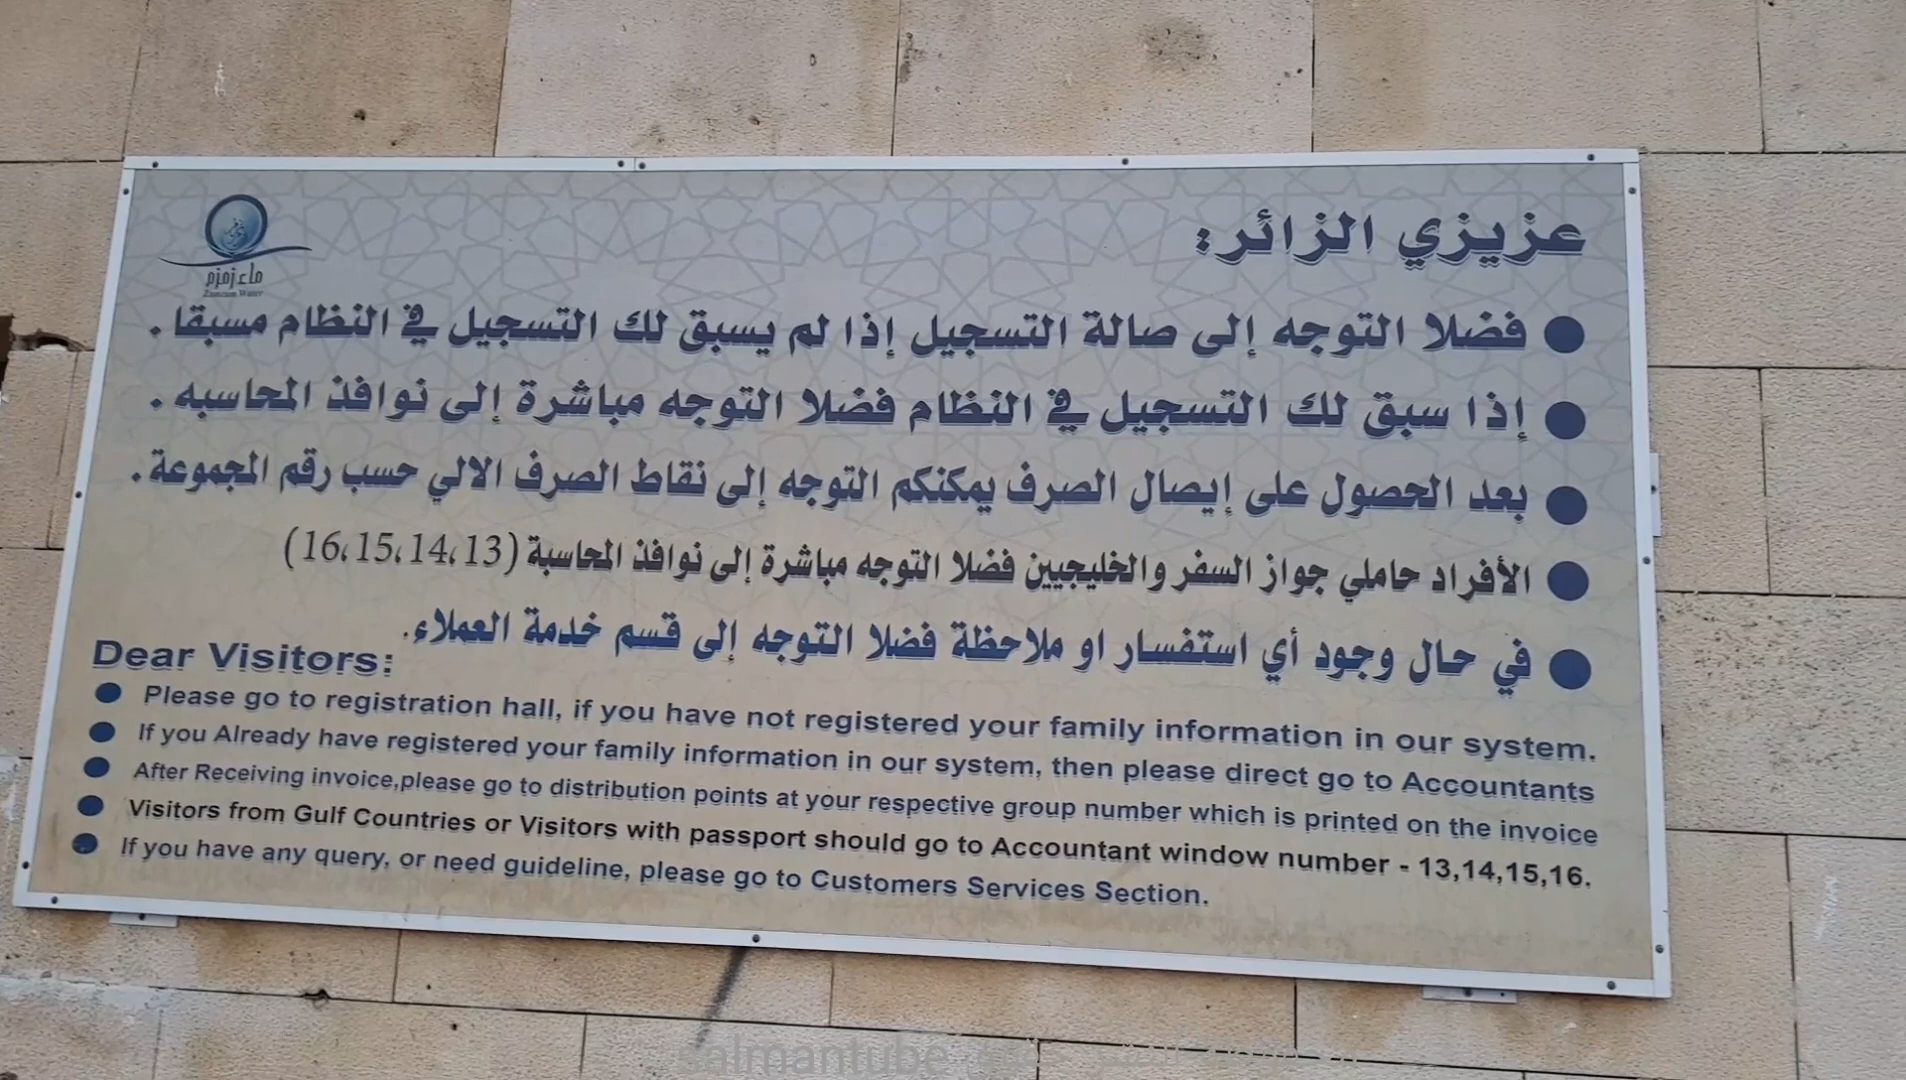 ماء زمزم
Zamzam Water
عزيزي الزائر:
● فضلا التوجه إلى صالة التسجيل إذا لم يسبق لك التسجيل في النظام مسبقا .
● إذا سبق لك التسجيل في النظام فضلا التوجه مباشرة إلى نوافذ المحاسبه .
● بعد الحصول على إيصال الصرف يمكنكم التوجه إلى نقاط الصرف الالي حسب رقم المجموعة .
● الأفراد حاملي جواز السفر والخليجيين فضلا التوجه مباشرة إلى نوافذ المحاسبة (13،14،15،16)
● في حال وجود أي استفسار او ملاحظة فضلا التوجه إلى قسم خدمة العملاء.
Dear Visitors:
● Please go to registration hall, if you have not registered your family information in our system.
● If you Already have registered your family information in our system, then please direct go to Accountants
● After Receiving invoice,please go to distribution points at your respective group number which is printed on the invoice
● Visitors from Gulf Countries or Visitors with passport should go to Accountant window number - 13,14,15,16.
● If you have any query, or need guideline, please go to Customers Services Section.
salmantube